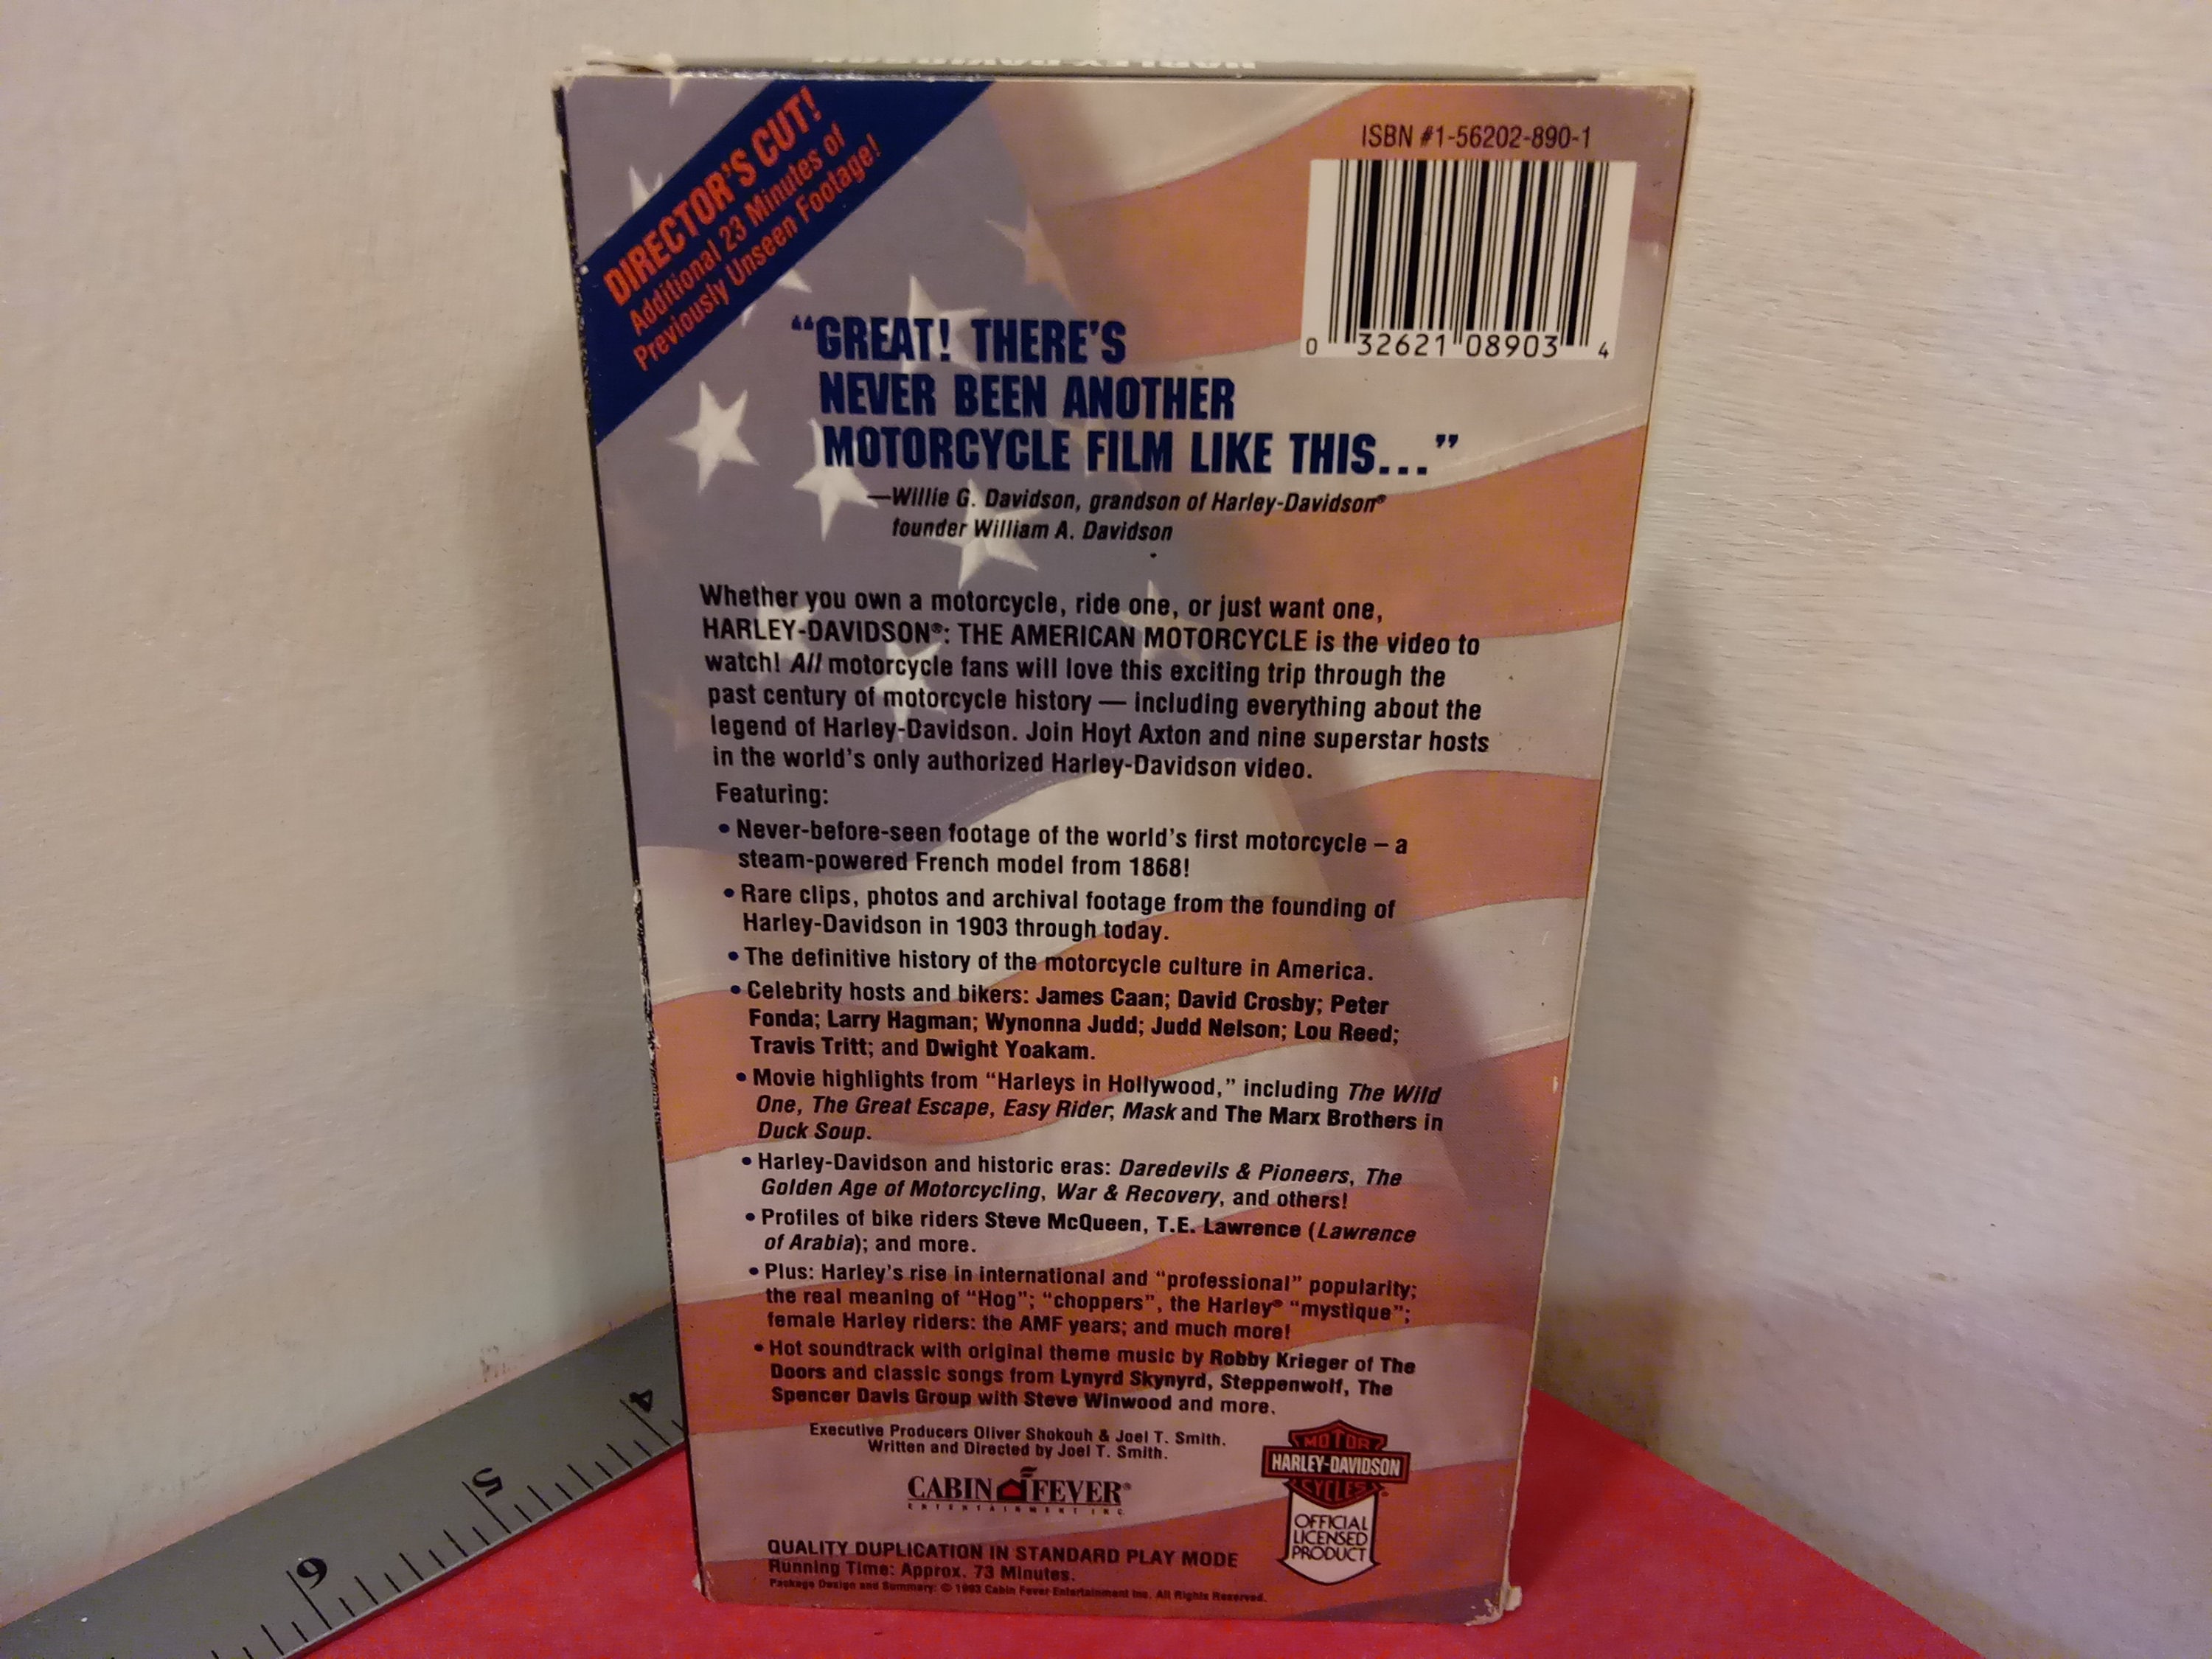 DIRECTOR'S CUT!
Additional 23 Minutes of
Previously Unseen Footage!
ISBN #1-56202-890-1
0 32621 08903 4
“GREAT! THERE'S
NEVER BEEN ANOTHER
MOTORCYCLE FILM LIKE THIS...”
—Willie G. Davidson, grandson of Harley-Davidson®
founder William A. Davidson
Whether you own a motorcycle, ride one, or just want one,
HARLEY-DAVIDSON®: THE AMERICAN MOTORCYCLE is the video to
watch! All motorcycle fans will love this exciting trip through the
past century of motorcycle history — including everything about the
legend of Harley-Davidson. Join Hoyt Axton and nine superstar hosts
in the world's only authorized Harley-Davidson video.
Featuring:
• Never-before-seen footage of the world's first motorcycle – a
steam-powered French model from 1868!
• Rare clips, photos and archival footage from the founding of
Harley-Davidson in 1903 through today.
• The definitive history of the motorcycle culture in America.
• Celebrity hosts and bikers: James Caan; David Crosby; Peter
Fonda; Larry Hagman; Wynonna Judd; Judd Nelson; Lou Reed;
Travis Tritt; and Dwight Yoakam.
• Movie highlights from “Harleys in Hollywood,” including The Wild
One, The Great Escape, Easy Rider, Mask and The Marx Brothers in
Duck Soup.
• Harley-Davidson and historic eras: Daredevils & Pioneers, The
Golden Age of Motorcycling, War & Recovery, and others!
• Profiles of bike riders Steve McQueen, T.E. Lawrence (Lawrence
of Arabia); and more.
• Plus: Harley's rise in international and “professional” popularity;
the real meaning of “Hog”; “choppers”, the Harley® “mystique”;
female Harley riders: the AMF years; and much more!
• Hot soundtrack with original theme music by Robby Krieger of The
Doors and classic songs from Lynyrd Skynyrd, Steppenwolf, The
Spencer Davis Group with Steve Winwood and more.
Executive Producers Oliver Shokouh & Joel T. Smith.
Written and Directed by Joel T. Smith.
CABIN FEVER®
ENTERTAINMENT INC.
MOTOR
HARLEY-DAVIDSON
CYCLES
OFFICIAL
LICENSED
PRODUCT
QUALITY DUPLICATION IN STANDARD PLAY MODE
Running Time: Approx. 73 Minutes.
Package Design and Summary: © 1993 Cabin Fever Entertainment Inc. All Rights Reserved.
4
5
6